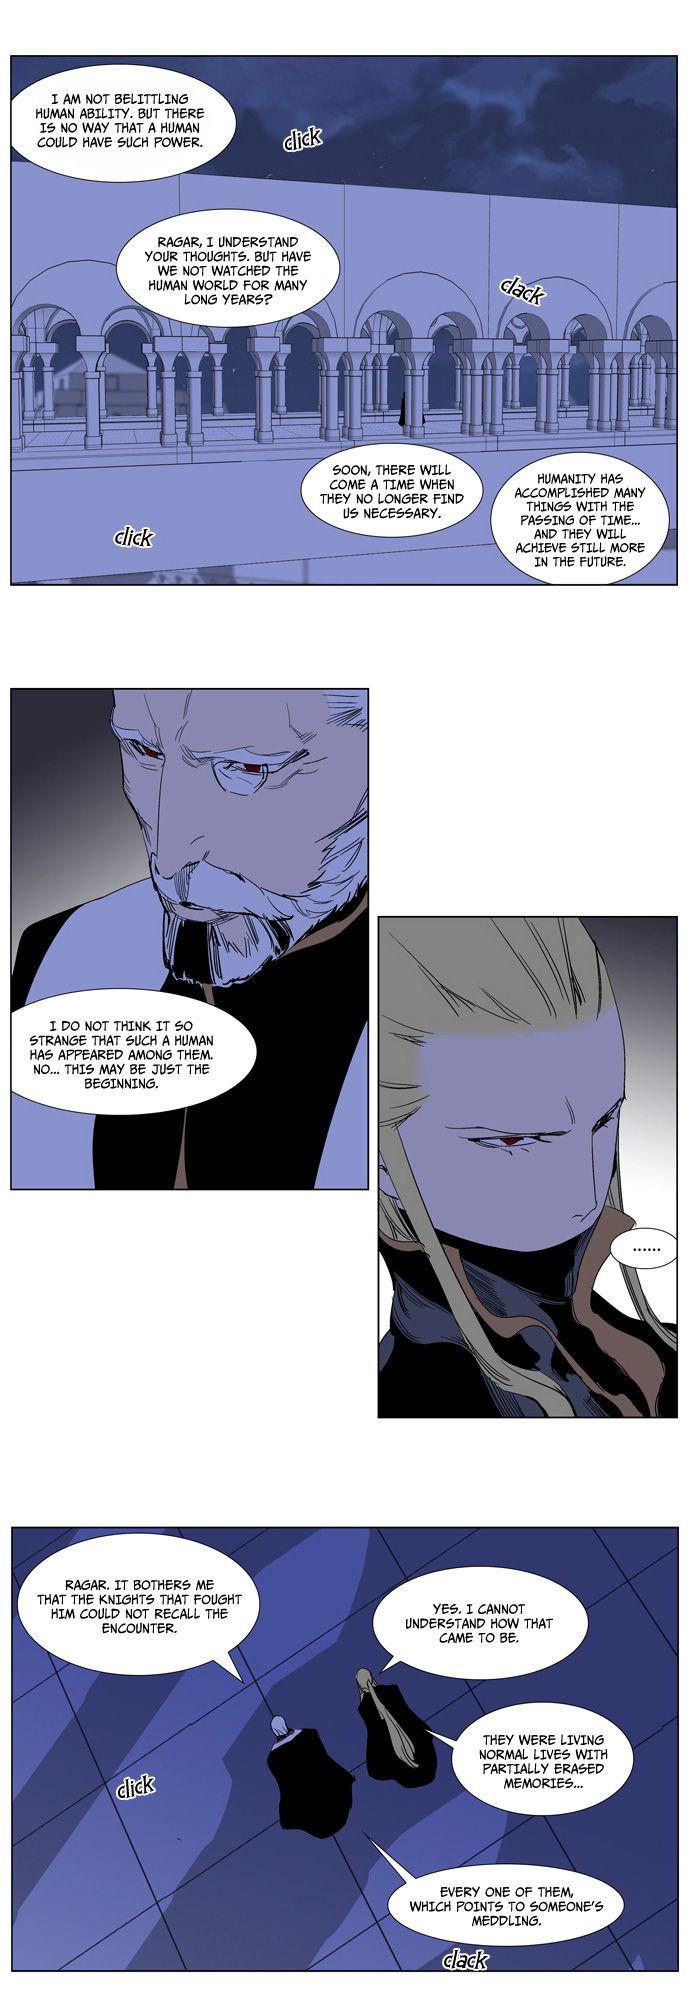 I AM NOT BELITTLING
HUMAN ABILITY. BUT THERE
IS NO WAY THAT A HUMAN
COULD HAVE SUCH POWER.
click
RAGAR, I UNDERSTAND
YOUR THOUGHTS. BUT HAVE
WE NOT WATCHED THE
HUMAN WORLD FOR MANY
LONG YEARS?
clack
SOON, THERE WILL
COME A TIME WHEN
THEY NO LONGER FIND
US NECESSARY.
HUMANITY HAS
ACCOMPLISHED MANY
THINGS WITH THE
PASSING OF TIME...
AND THEY WILL
ACHIEVE STILL MORE
IN THE FUTURE.
click
I DO NOT THINK IT SO
STRANGE THAT SUCH A HUMAN
HAS APPEARED AMONG THEM.
NO... THIS MAY BE JUST THE
BEGINNING.
......
RAGAR. IT BOTHERS ME
THAT THE KNIGHTS THAT FOUGHT
HIM COULD NOT RECALL THE
ENCOUNTER.
YES. I CANNOT
UNDERSTAND HOW THAT
CAME TO BE.
THEY WERE LIVING
NORMAL LIVES WITH
PARTIALLY ERASED
MEMORIES...
click
EVERY ONE OF THEM,
WHICH POINTS TO SOMEONE'S
MEDDLING.
clack